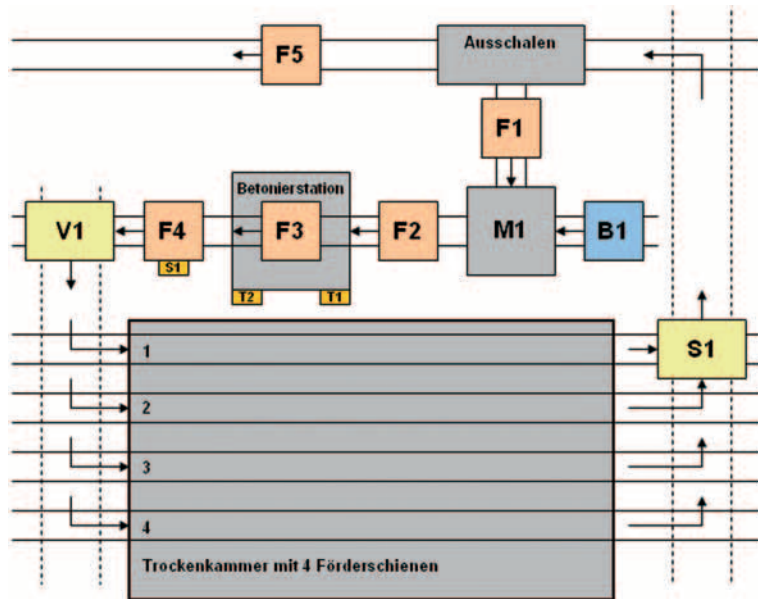 F5
Ausschalen
F1
Betonierstation
V1
F4
F3
F2
M1
B1
S1
T2
T1
1
S1
2
3
4
Trockenkammer mit 4 Förderschienen